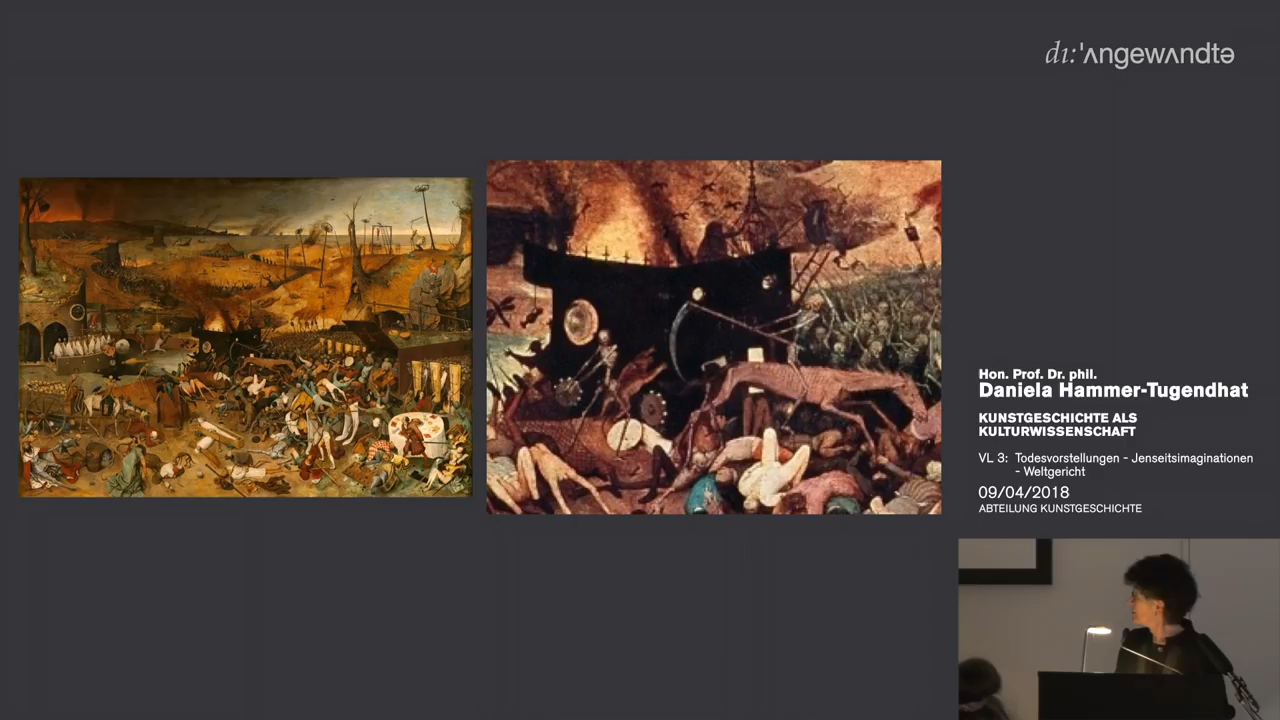 dı:'ʌngewʌndtə
Hon. Prof. Dr. phil.
Daniela Hammer-Tugendhat
KUNSTGESCHICHTE ALS
KULTURWISSENSCHAFT
VL 3: Todesvorstellungen - Jenseitsimaginationen
- Weltgericht
09/04/2018
ABTEILUNG KUNSTGESCHICHTE